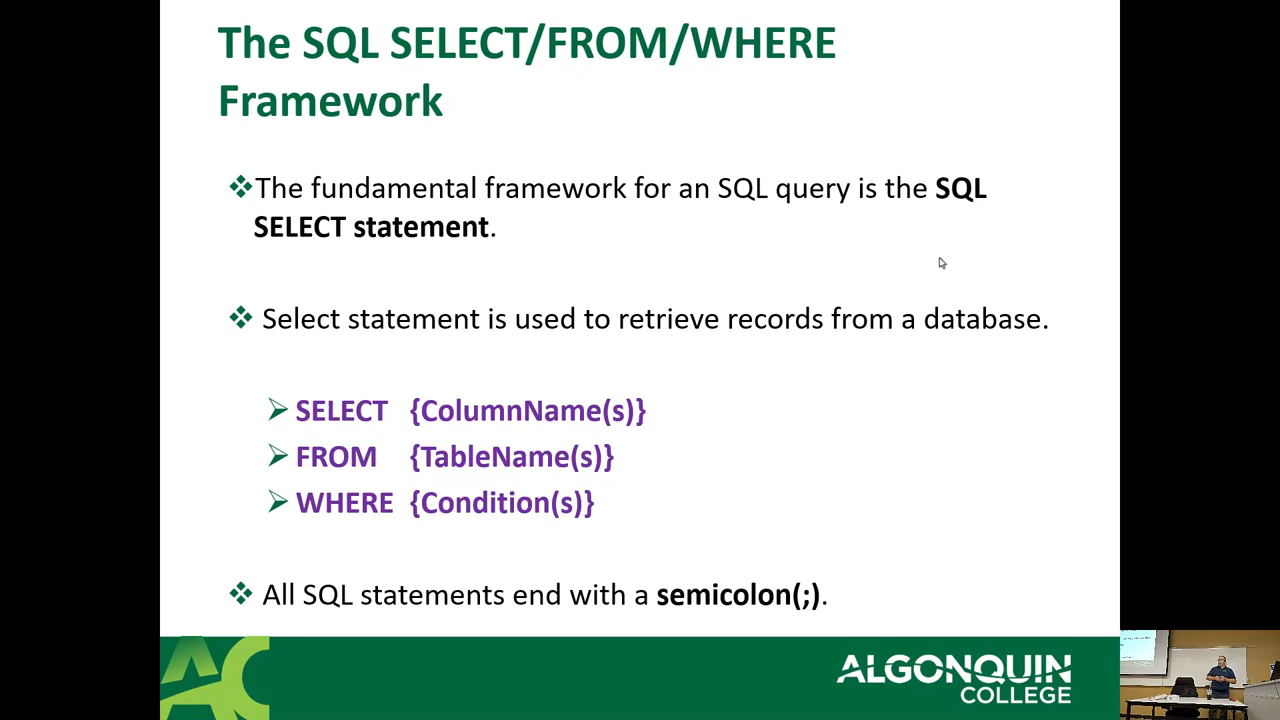 The SQL SELECT/FROM/WHERE
Framework
The fundamental framework for an SQL query is the SQL
SELECT statement.
Select statement is used to retrieve records from a database.
SELECT {ColumnName(s)}
FROM {TableName(s)}
WHERE {Condition(s)}
All SQL statements end with a semicolon(;).
AC
ALGONQUIN
COLLEGE